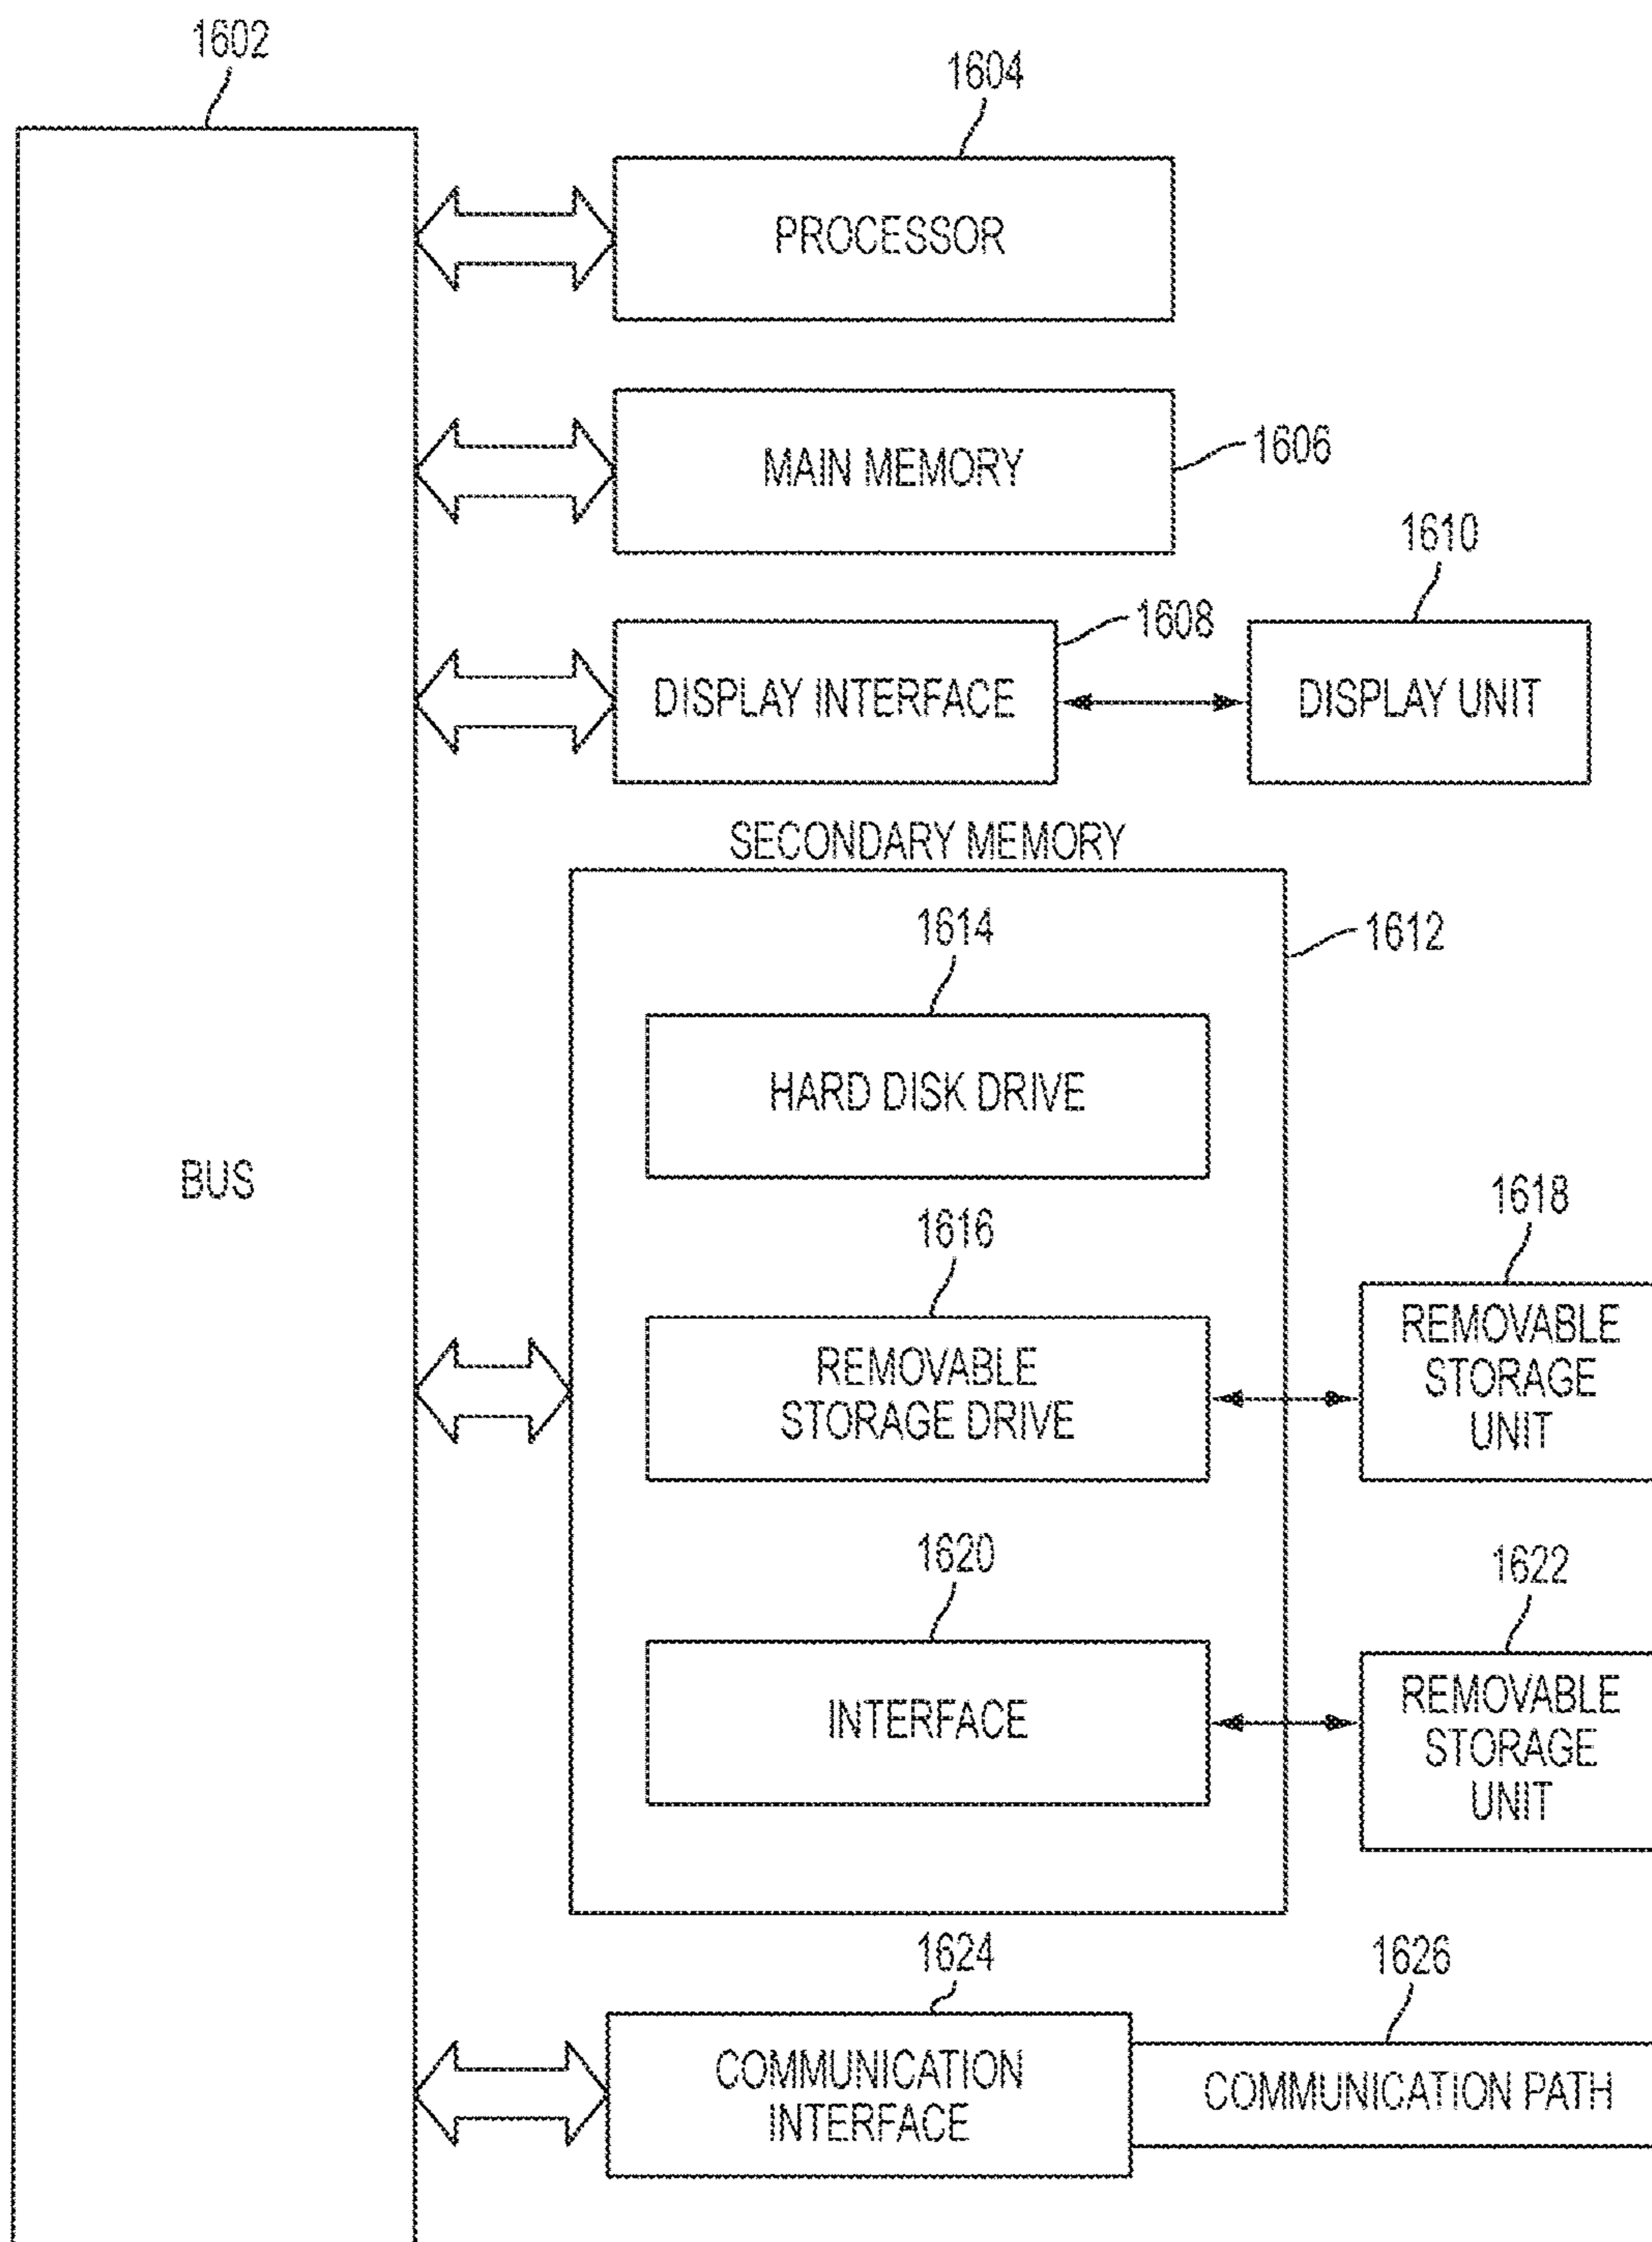 1602
1604
PROCESSOR
MAIN MEMORY
1606
1610
1608
DISPLAY INTERFACE
DISPLAY UNIT
SECONDARY MEMORY
1612
1614
HARD DISK DRIVE
BUS
1616
1618
REMOVABLE
STORAGE DRIVE
REMOVABLE
STORAGE
UNIT
1620
1622
INTERFACE
REMOVABLE
STORAGE
UNIT
1624
1626
COMMUNICATION
INTERFACE
COMMUNICATION PATH